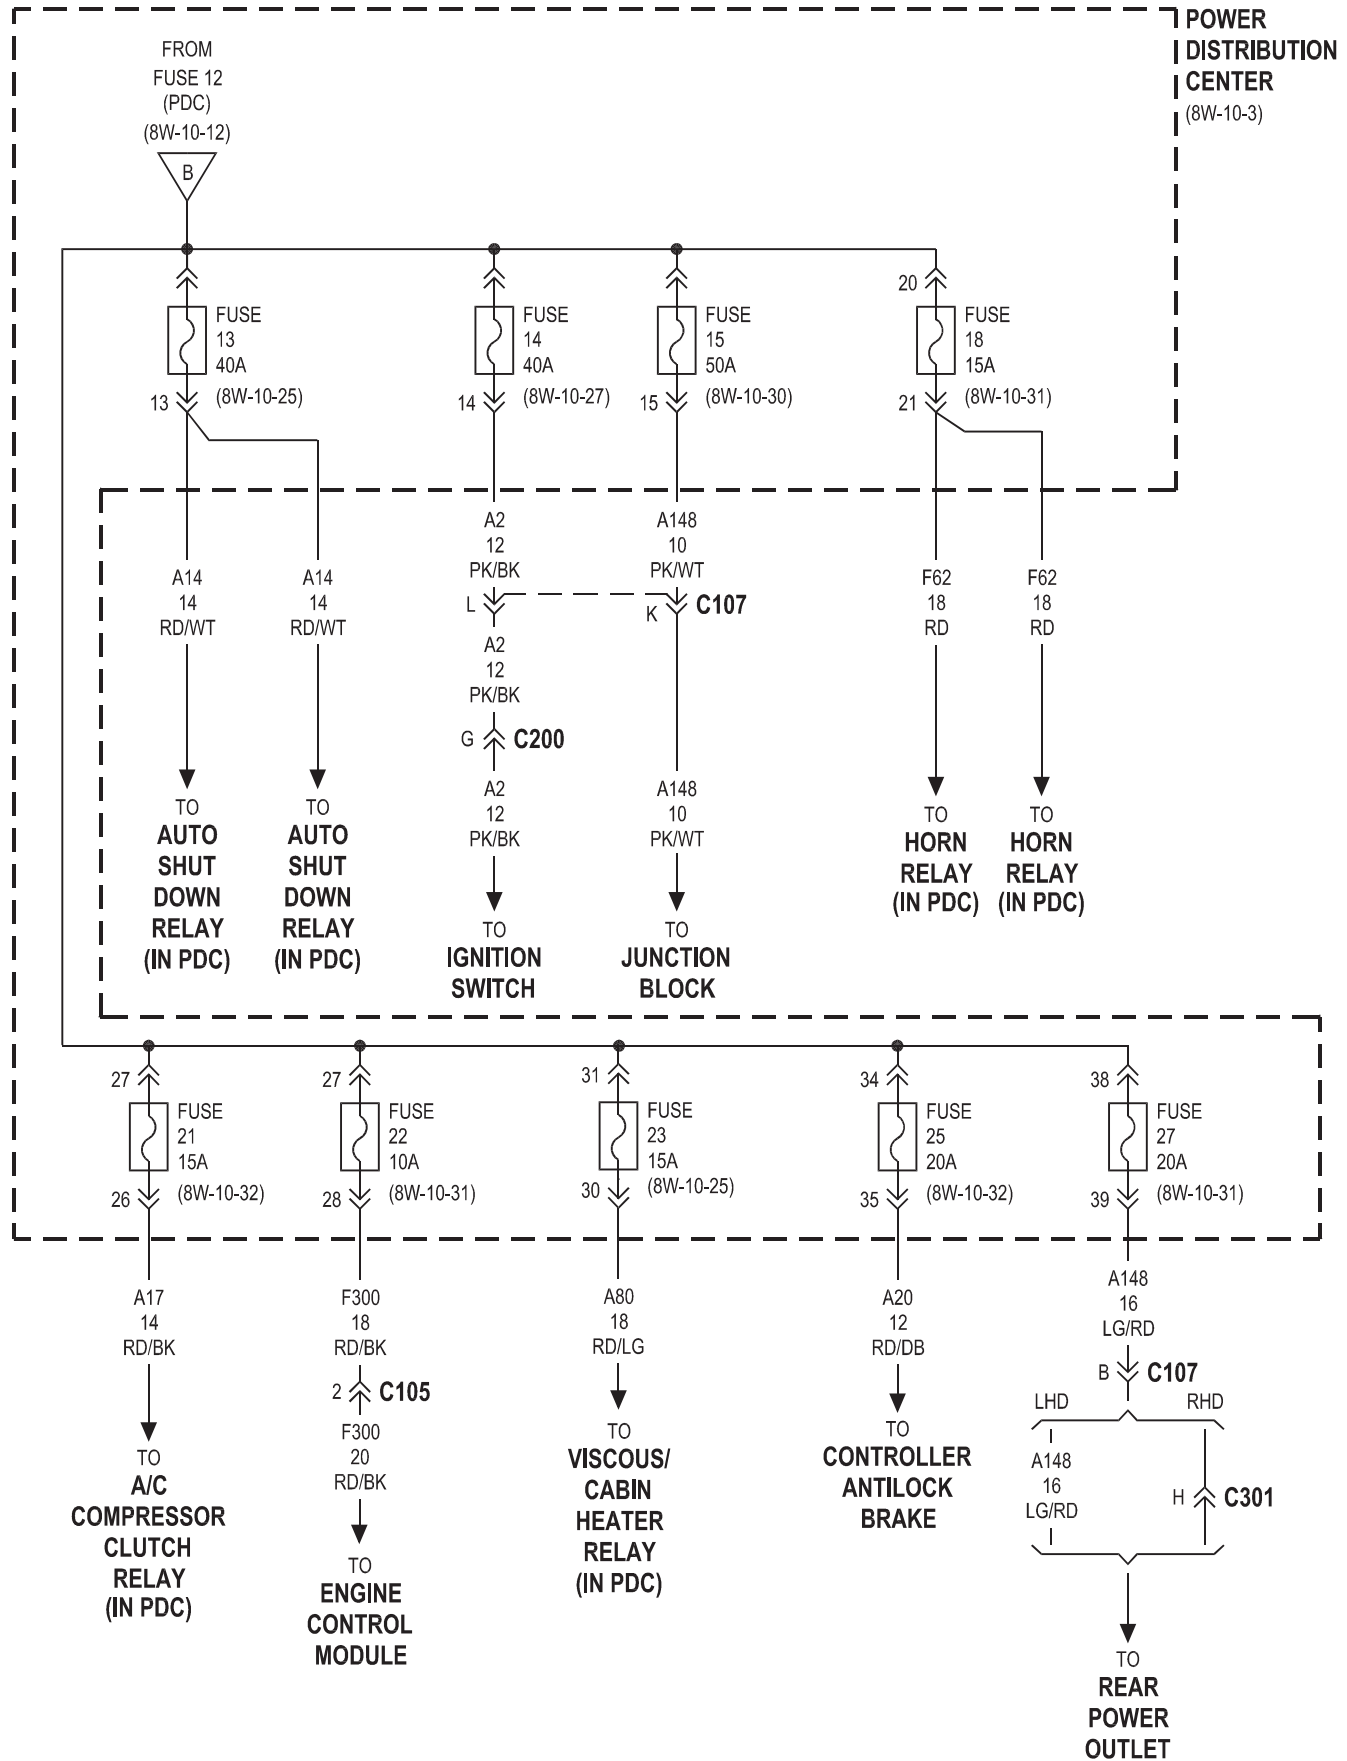 POWER
DISTRIBUTION
CENTER
(8W-10-3)
FROM
FUSE 12
(PDC)
(8W-10-12)
B
FUSE
13
40A
(8W-10-25)
13
FUSE
14
40A
(8W-10-27)
14
FUSE
15
50A
(8W-10-30)
15
20
FUSE
18
15A
(8W-10-31)
21
A14
14
RD/WT
TO
AUTO
SHUT
DOWN
RELAY
(IN PDC)
A14
14
RD/WT
TO
AUTO
SHUT
DOWN
RELAY
(IN PDC)
A2
12
PK/BK
L
A2
12
PK/BK
G
C200
A2
12
PK/BK
TO
IGNITION
SWITCH
A148
10
PK/WT
K
C107
A148
10
PK/WT
TO
JUNCTION
BLOCK
F62
18
RD
TO
HORN
RELAY
(IN PDC)
F62
18
RD
TO
HORN
RELAY
(IN PDC)
27
FUSE
21
15A
(8W-10-32)
26
A17
14
RD/BK
TO
A/C
COMPRESSOR
CLUTCH
RELAY
(IN PDC)
27
FUSE
22
10A
(8W-10-31)
28
F300
18
RD/BK
2
C105
F300
20
RD/BK
TO
ENGINE
CONTROL
MODULE
31
FUSE
23
15A
(8W-10-25)
30
A80
18
RD/LG
TO
VISCOUS/
CABIN
HEATER
RELAY
(IN PDC)
34
FUSE
25
20A
(8W-10-32)
35
A20
12
RD/DB
TO
CONTROLLER
ANTILOCK
BRAKE
38
FUSE
27
20A
(8W-10-31)
39
A148
16
LG/RD
B
C107
LHD
RHD
A148
16
LG/RD
H
C301
TO
REAR
POWER
OUTLET